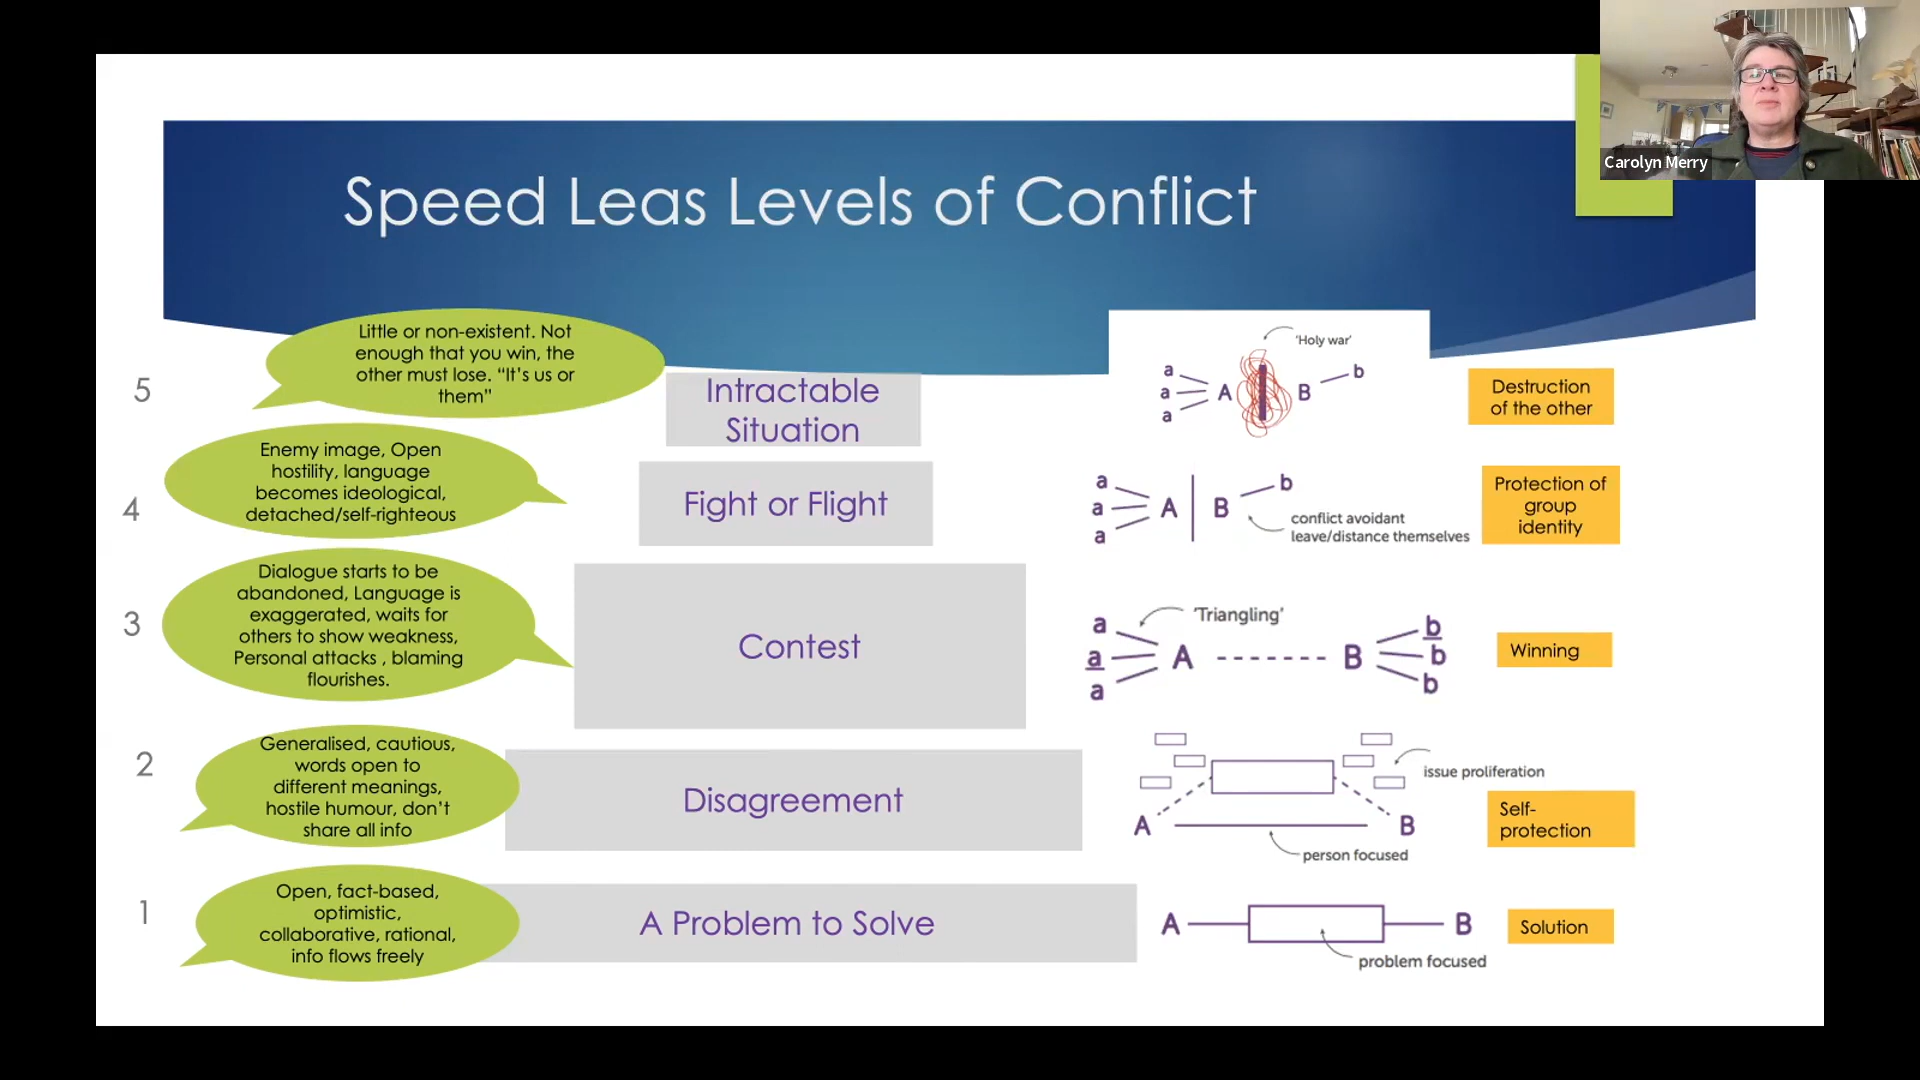 Carolyn Merry
Speed Leas Levels of Conflict
5
Little or non-existent. Not
enough that you win, the
other must lose. “It’s us or
them”
Intractable
Situation
‘Holy war’
a
a
a
A
B
b
Destruction
of the other
4
Enemy image, Open
hostility, language
becomes ideological,
detached/self-righteous
Fight or Flight
a
a
a
A
B
b
conflict avoidant
leave/distance themselves
Protection of
group
identity
3
Dialogue starts to be
abandoned, Language is
exaggerated, waits for
others to show weakness,
Personal attacks , blaming
flourishes.
Contest
‘Triangling’
a
a
a
A
B
b
b
b
Winning
2
Generalised, cautious,
words open to
different meanings,
hostile humour, don’t
share all info
Disagreement
issue proliferation
A
B
person focused
Self-
protection
1
Open, fact-based,
optimistic,
collaborative, rational,
info flows freely
A Problem to Solve
A
B
problem focused
Solution